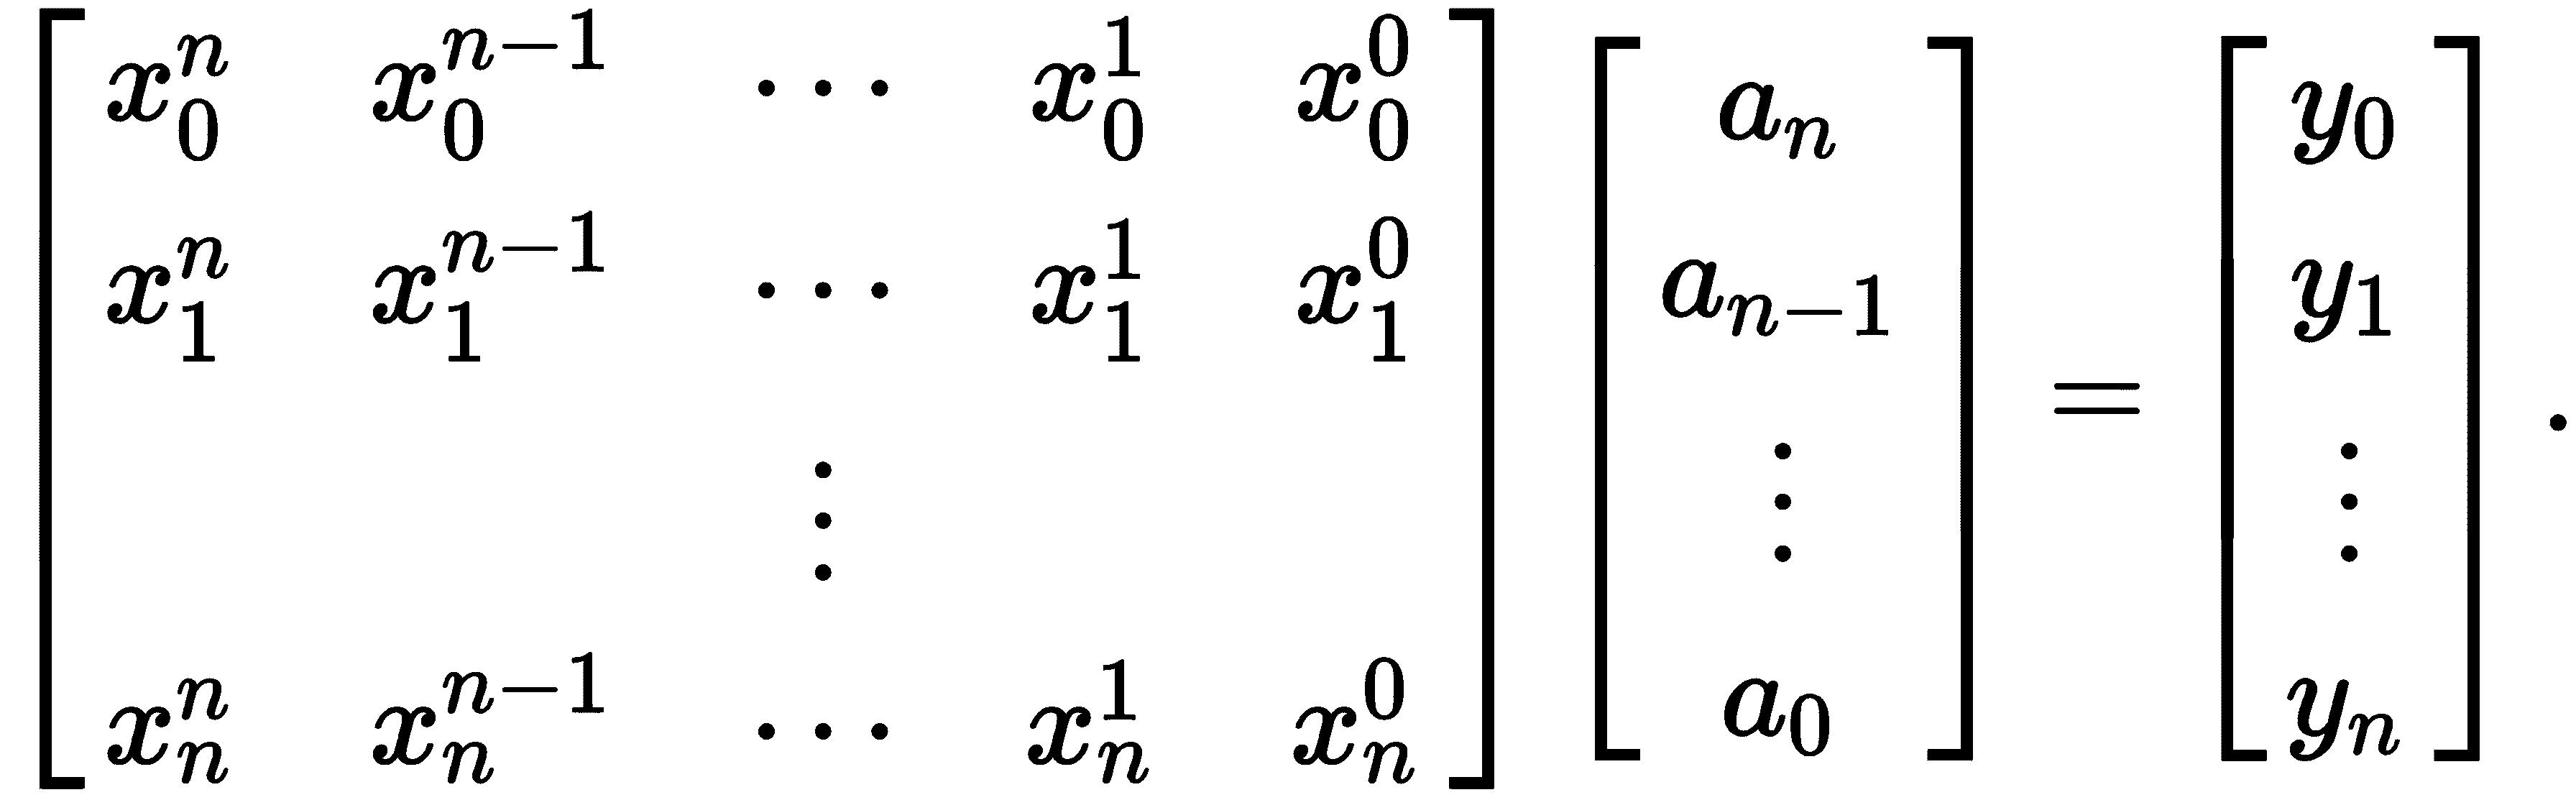 \begin{bmatrix} x_0^n & x_0^{n-1} & \cdots & x_0^1 & x_0^0 \\ x_1^n & x_1^{n-1} & \cdots & x_1^1 & x_1^0 \\ & & \vdots & & \\ x_n^n & x_n^{n-1} & \cdots & x_n^1 & x_n^0 \end{bmatrix} \begin{bmatrix} a_n \\ a_{n-1} \\ \vdots \\ a_0 \end{bmatrix} = \begin{bmatrix} y_0 \\ y_1 \\ \vdots \\ y_n \end{bmatrix}.